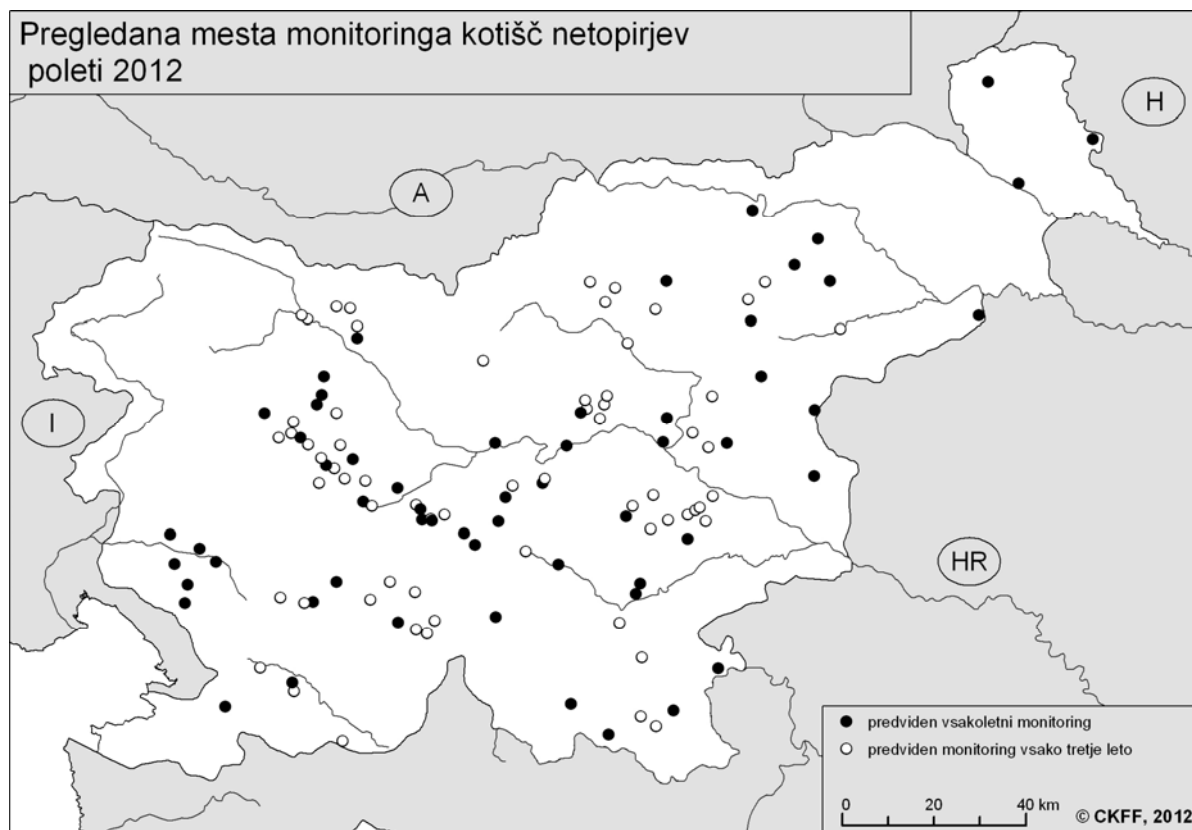 Pregledana mesta monitoringa kotišč netopirjev
poleti 2012
H
A
I
HR
predviden vsakoletni monitoring
predviden monitoring vsako tretje leto
0 20 40 km
© CKFF, 2012